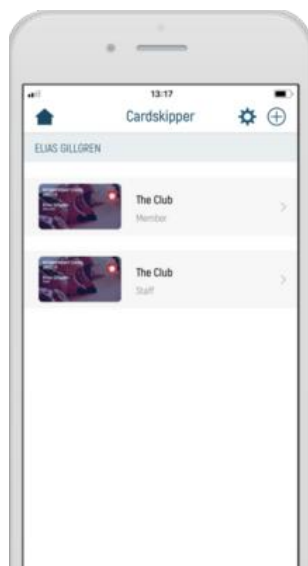 13:17
Cardskipper
ELIAS GILLGREN
The Club
Member
The Club
Staff